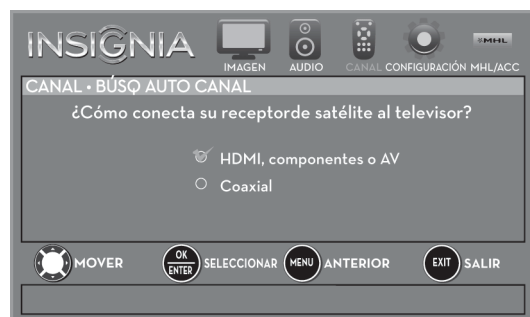 INSIGNIA
IMAGEN AUDIO CANAL CONFIGURACIÓN MHL/ACC
MHL
CANAL • BÚSQ AUTO CANAL
¿Cómo conecta su receptorde satélite al televisor?
HDMI, componentes o AV
Coaxial
MOVER OK/ENTER SELECCIONAR MENU ANTERIOR EXIT SALIR